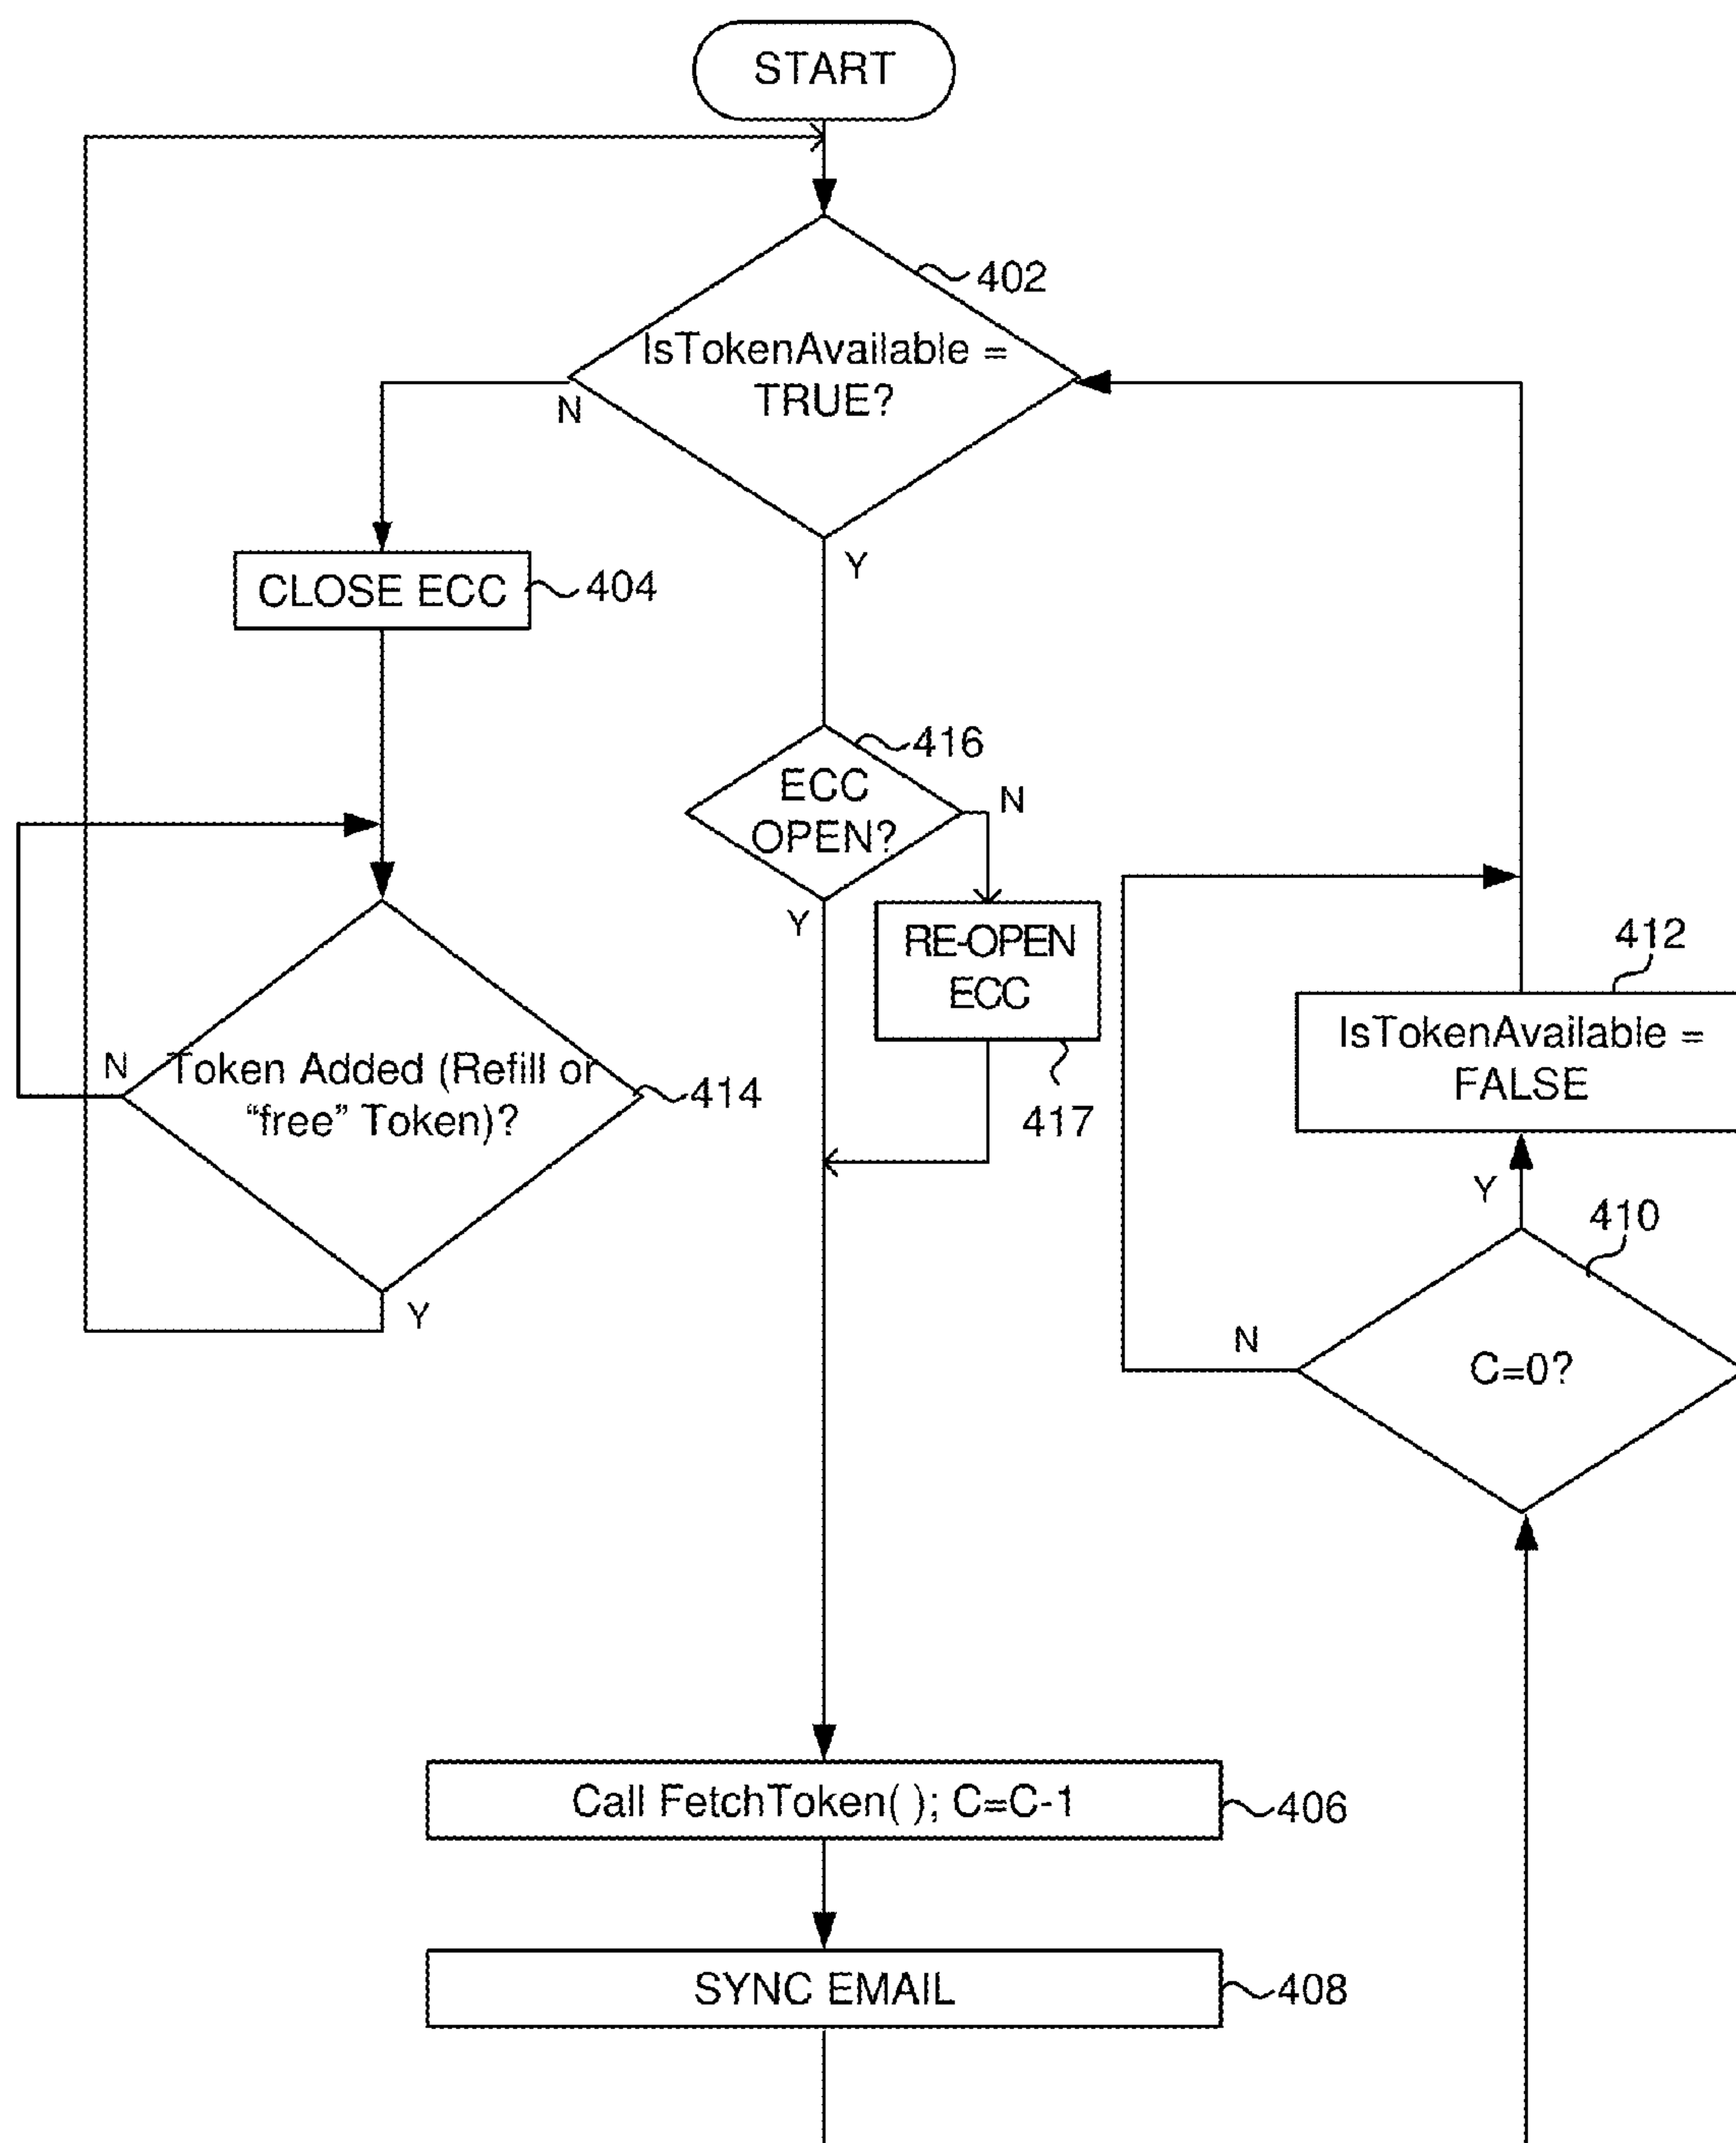 START
402
IsTokenAvailable =
TRUE?
N
Y
CLOSE ECC
404
416
ECC
OPEN?
N
Y
RE-OPEN
ECC
417
412
IsTokenAvailable =
FALSE
Token Added (Refill or
“free” Token)?
N
414
Y
Y
410
N
C=0?
Call FetchToken( ); C=C-1
406
SYNC EMAIL
408